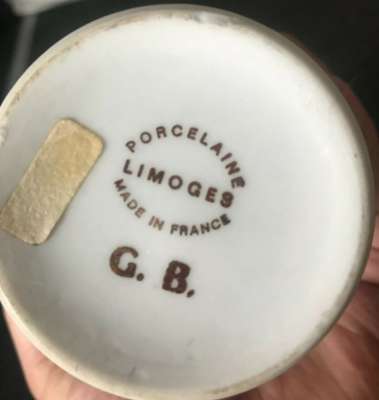 PORCELAINE
LIMOGES
MADE IN FRANCE
G. B.